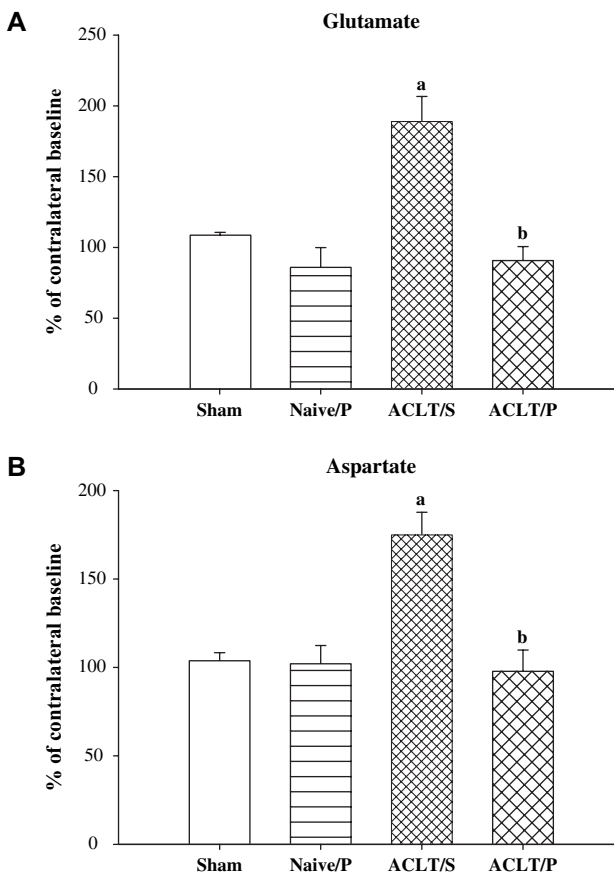 A
Glutamate
% of contralateral baseline
250
200
150
100
50
0
a
b
Sham Naive/P ACLT/S ACLT/P
B
Aspartate
% of contralateral baseline
200
150
100
50
0
a
b
Sham Naive/P ACLT/S ACLT/P